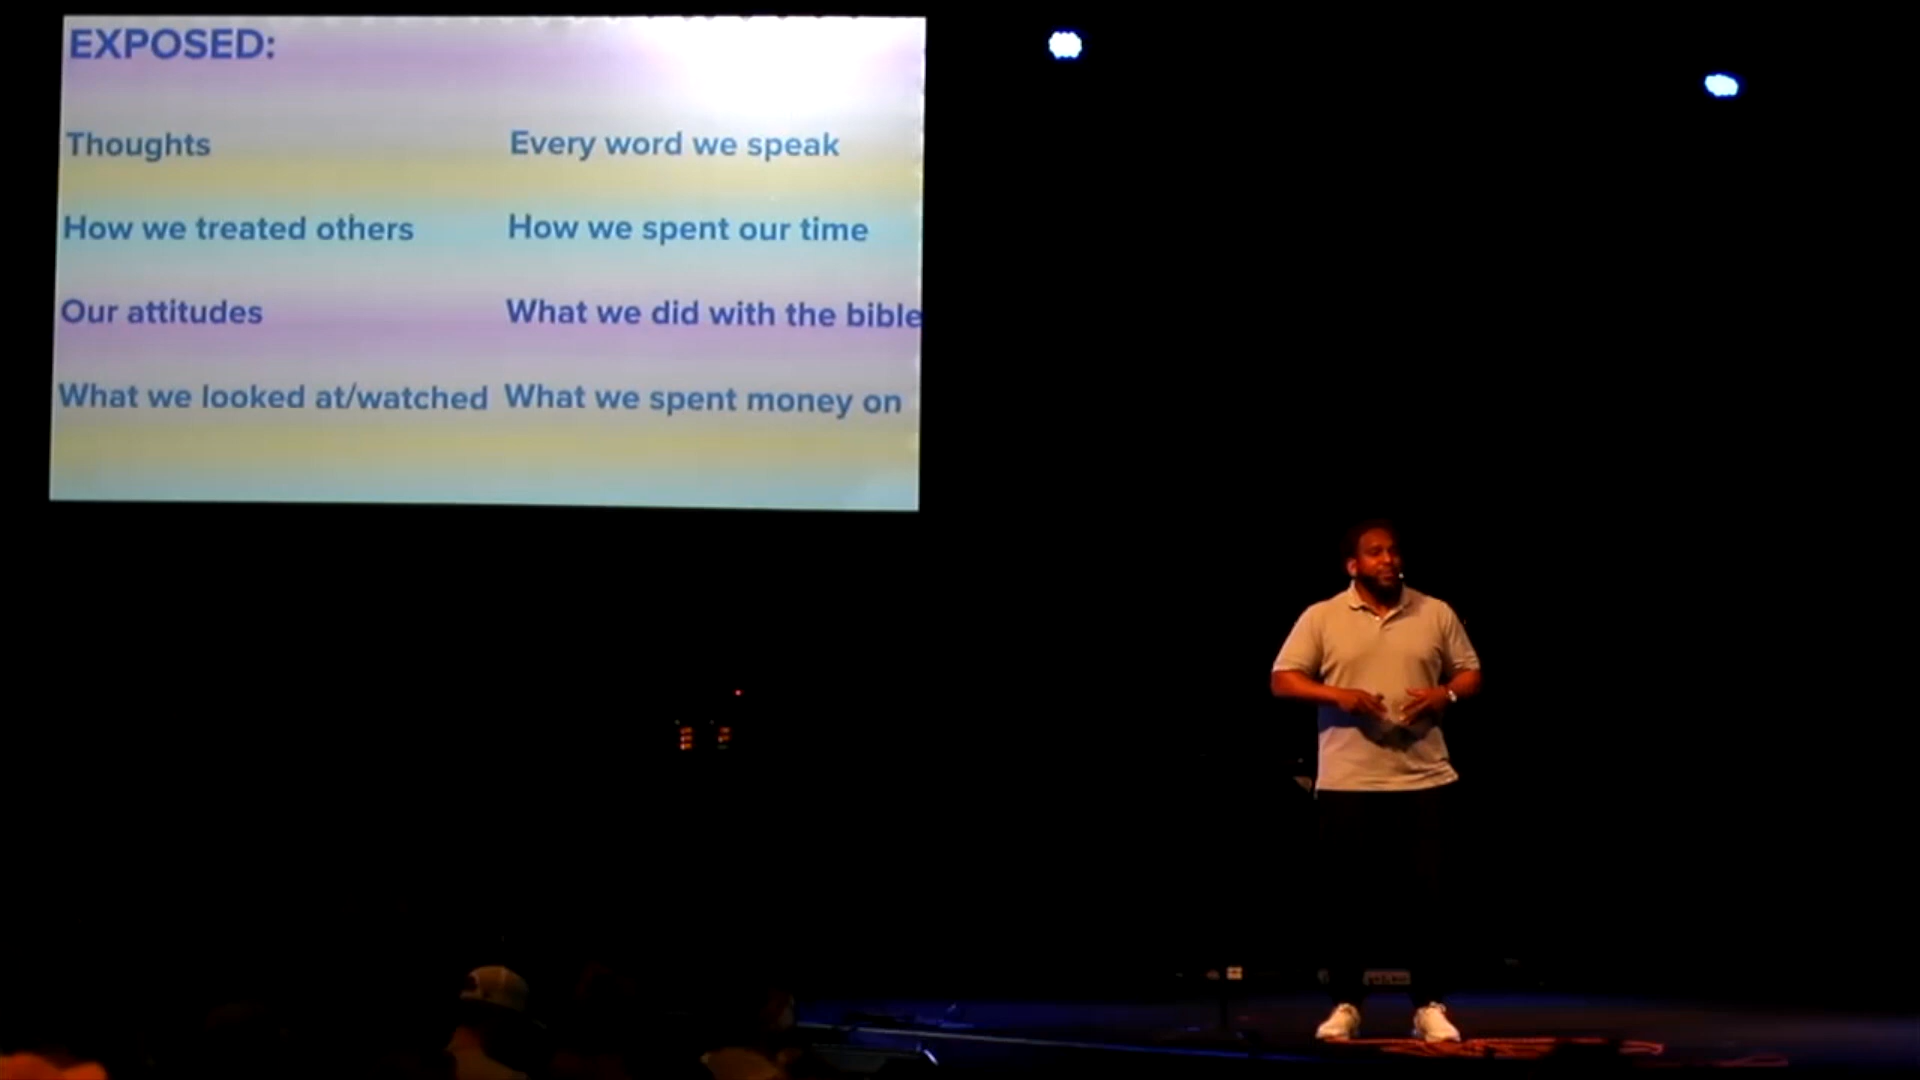 EXPOSED:
Thoughts
Every word we speak
How we treated others
How we spent our time
Our attitudes
What we did with the bible
What we looked at/watched
What we spent money on